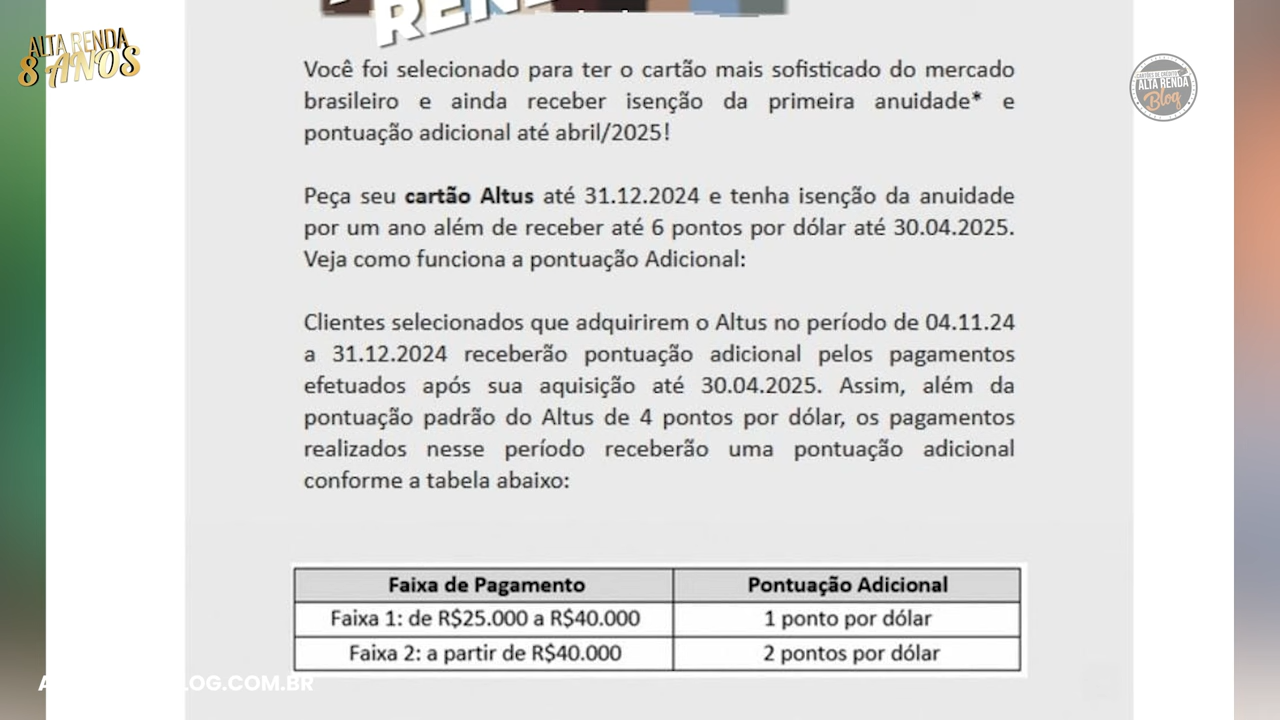 ALTA RENDA
8 ANOS
CARTÕES DE CRÉDITO
ALTA RENDA
Blog
Você foi selecionado para ter o cartão mais sofisticado do mercado
brasileiro e ainda receber isenção da primeira anuidade* e
pontuação adicional até abril/2025!
Peça seu cartão Altus até 31.12.2024 e tenha isenção da anuidade
por um ano além de receber até 6 pontos por dólar até 30.04.2025.
Veja como funciona a pontuação Adicional:
Clientes selecionados que adquirirem o Altus no período de 04.11.24
a 31.12.2024 receberão pontuação adicional pelos pagamentos
efetuados após sua aquisição até 30.04.2025. Assim, além da
pontuação padrão do Altus de 4 pontos por dólar, os pagamentos
realizados nesse período receberão uma pontuação adicional
conforme a tabela abaixo:
Faixa de Pagamento Pontuação Adicional
Faixa 1: de R$25.000 a R$40.000 1 ponto por dólar
Faixa 2: a partir de R$40.000 2 pontos por dólar